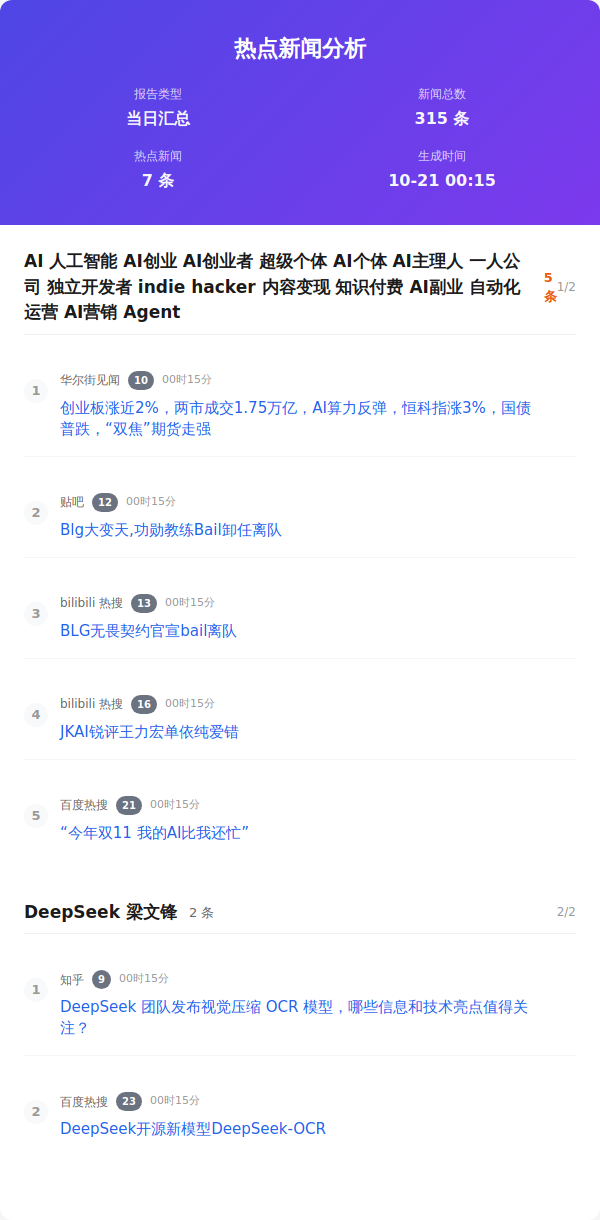 热点新闻分析
报告类型
新闻总数
当日汇总
315 条
热点新闻
生成时间
7 条
10-21 00:15
AI 人工智能 AI创业 AI创业者 超级个体 AI个体 AI主理人 一人公
司 独立开发者 indie hacker 内容变现 知识付费 AI副业 自动化
运营 AI营销 Agent
5
条
1/2
1
华尔街见闻 10 00时15分
创业板涨近2%，两市成交1.75万亿，AI算力反弹，恒科指涨3%，国债
普跌，“双焦”期货走强
2
贴吧 12 00时15分
Blg大变天,功勋教练Bail卸任离队
3
bilibili 热搜 13 00时15分
BLG无畏契约官宣bail离队
4
bilibili 热搜 16 00时15分
JKAI锐评王力宏单依纯爱错
5
百度热搜 21 00时15分
“今年双11 我的AI比我还忙”
DeepSeek 梁文锋 2 条 2/2
1
知乎 9 00时15分
DeepSeek 团队发布视觉压缩 OCR 模型，哪些信息和技术亮点值得关
注？
2
百度热搜 23 00时15分
DeepSeek开源新模型DeepSeek-OCR